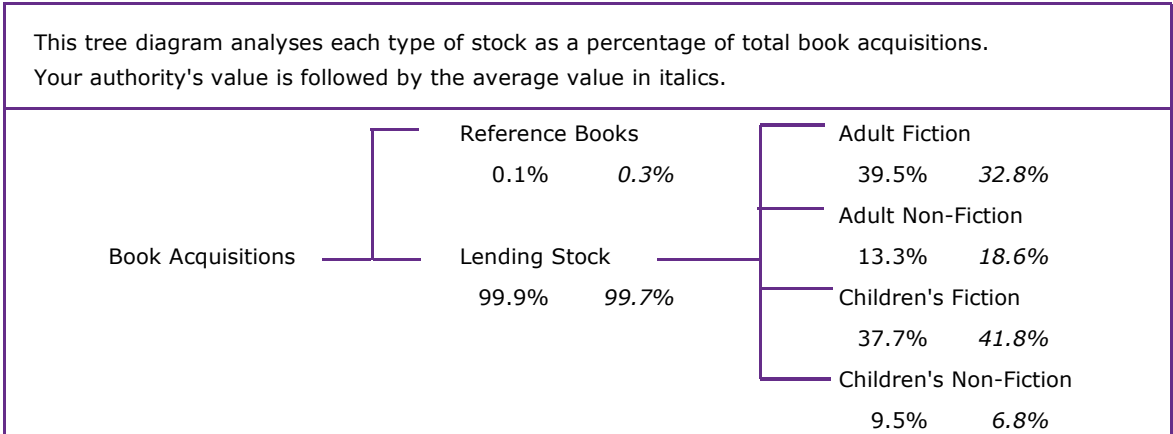 This tree diagram analyses each type of stock as a percentage of total book acquisitions.
Your authority's value is followed by the average value in italics.
Reference Books
0.1% 0.3%
Book Acquisitions
Lending Stock
99.9% 99.7%
Adult Fiction
39.5% 32.8%
Adult Non-Fiction
13.3% 18.6%
Children's Fiction
37.7% 41.8%
Children's Non-Fiction
9.5% 6.8%